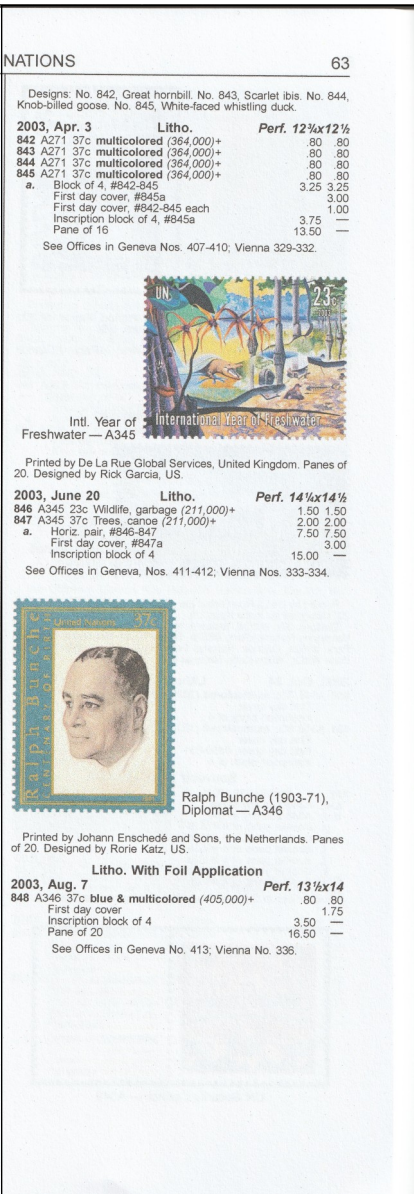 NATIONS 63
Designs: No. 842, Great hornbill. No. 843, Scarlet ibis. No. 844,
Knob-billed goose. No. 845, White-faced whistling duck.
2003, Apr. 3 Litho. Perf. 12¾x12½
842 A271 37c multicolored (364,000)+ .80 .80
843 A271 37c multicolored (364,000)+ .80 .80
844 A271 37c multicolored (364,000)+ .80 .80
845 A271 37c multicolored (364,000)+ .80 .80
a. Block of 4, #842-845 3.25 3.25
First day cover, #845a 3.00
First day cover, #842-845 each 1.00
Inscription block of 4, #845a 3.75 —
Pane of 16 13.50 —
See Offices in Geneva Nos. 407-410; Vienna 329-332.
UN 23c
2003
International Year of Freshwater
Intl. Year of
Freshwater — A345
Printed by De La Rue Global Services, United Kingdom. Panes of
20. Designed by Rick Garcia, US.
2003, June 20 Litho. Perf. 14¼x14½
846 A345 23c Wildlife, garbage (211,000)+ 1.50 1.50
847 A345 37c Trees, canoe (211,000)+ 2.00 2.00
a. Horiz. pair, #846-847 7.50 7.50
First day cover, #847a 3.00
Inscription block of 4 15.00 —
See Offices in Geneva, Nos. 411-412; Vienna Nos. 333-334.
United Nations 37c
Ralph Bunche
CENTENARY OF BIRTH
Ralph Bunche (1903-71),
Diplomat — A346
Printed by Johann Enschedé and Sons, the Netherlands. Panes
of 20. Designed by Rorie Katz, US.
Litho. With Foil Application
2003, Aug. 7 Perf. 13½x14
848 A346 37c blue & multicolored (405,000)+ .80 .80
First day cover 1.75
Inscription block of 4 3.50 —
Pane of 20 16.50 —
See Offices in Geneva No. 413; Vienna No. 336.